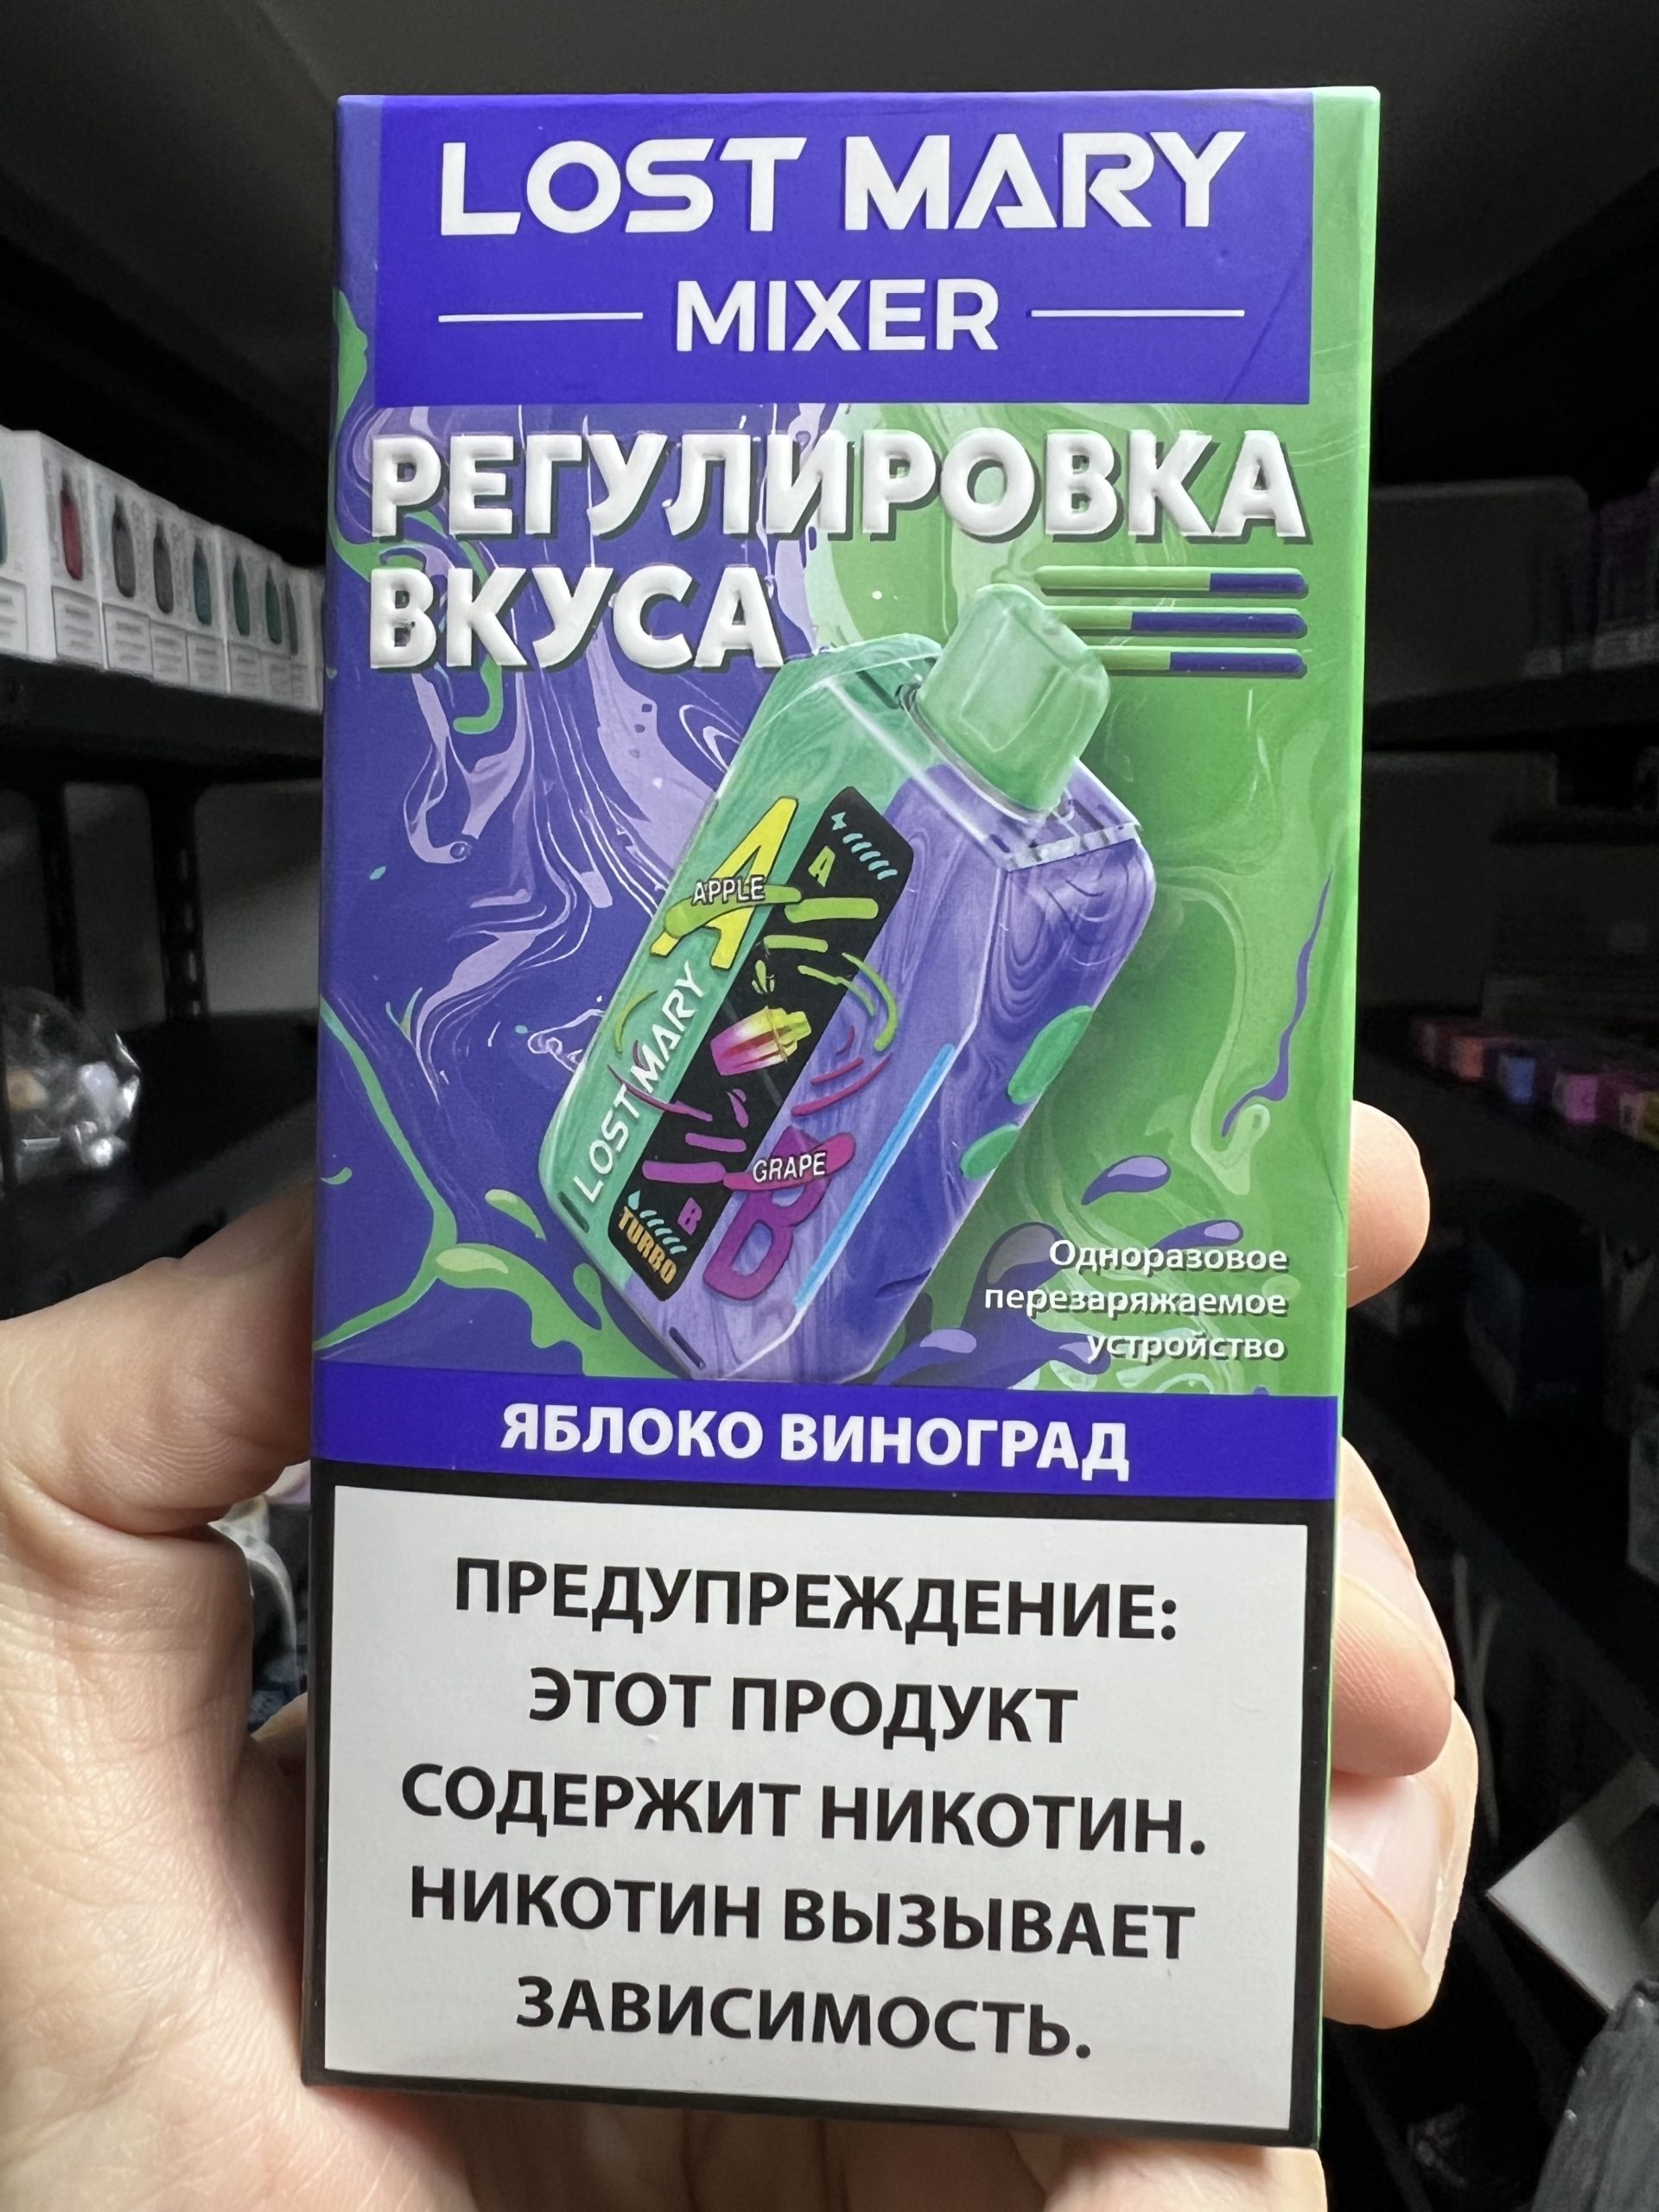 LOST MARY
MIXER
РЕГУЛИРОВКА
ВКУСА
A
APPLE
A
LOST MARY
GRAPE
B
B
TURBO
Одноразовое
перезаряжаемое
устройство
ЯБЛОКО ВИНОГРАД
ПРЕДУПРЕЖДЕНИЕ:
ЭТОТ ПРОДУКТ
СОДЕРЖИТ НИКОТИН.
НИКОТИН ВЫЗЫВАЕТ
ЗАВИСИМОСТЬ.